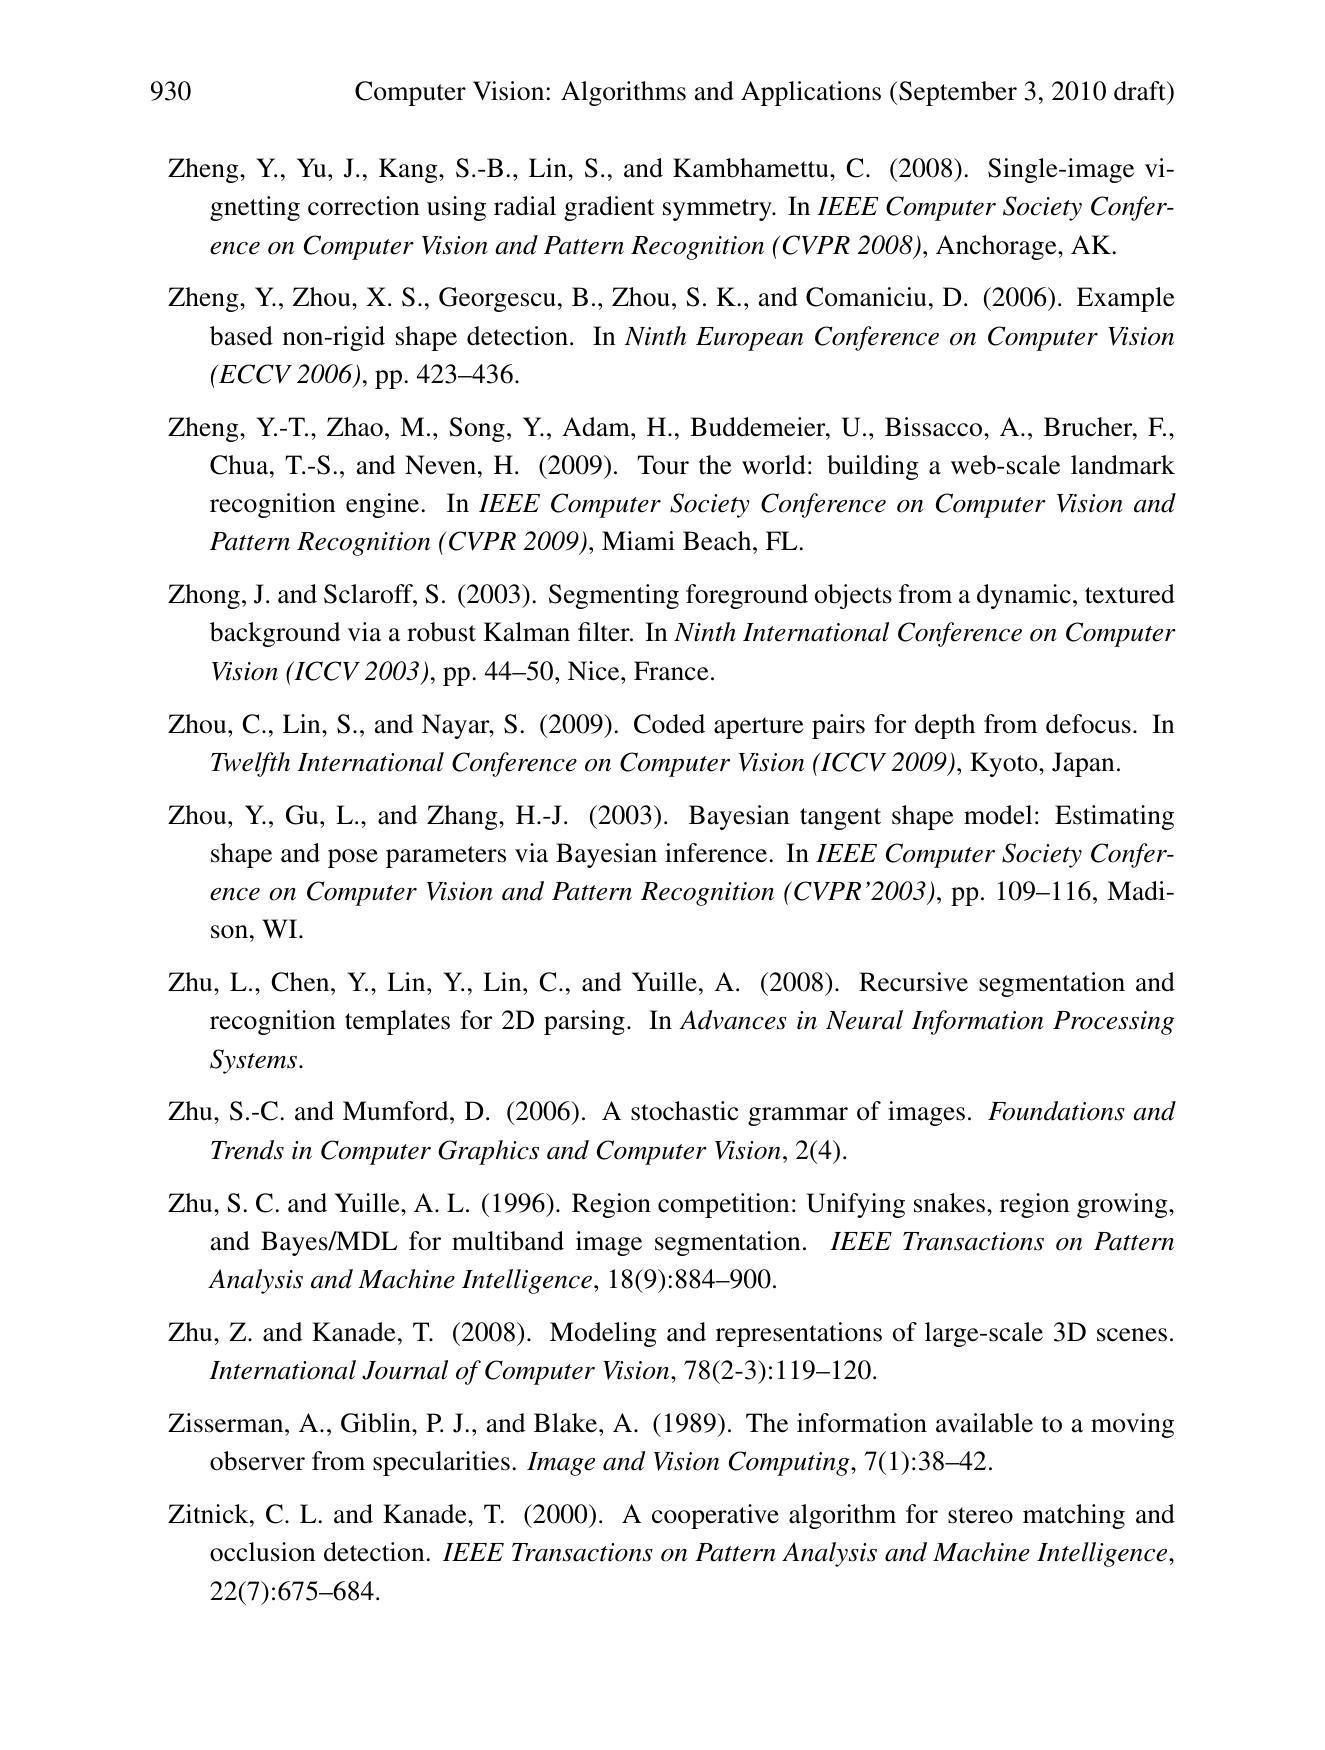 930 Computer Vision: Algorithms and Applications (September 3, 2010 draft)
Zheng, Y., Yu, J., Kang, S.-B., Lin, S., and Kambhamettu, C. (2008). Single-image vi-
gnetting correction using radial gradient symmetry. In IEEE Computer Society Confer-
ence on Computer Vision and Pattern Recognition (CVPR 2008), Anchorage, AK.
Zheng, Y., Zhou, X. S., Georgescu, B., Zhou, S. K., and Comaniciu, D. (2006). Example
based non-rigid shape detection. In Ninth European Conference on Computer Vision
(ECCV 2006), pp. 423–436.
Zheng, Y.-T., Zhao, M., Song, Y., Adam, H., Buddemeier, U., Bissacco, A., Brucher, F.,
Chua, T.-S., and Neven, H. (2009). Tour the world: building a web-scale landmark
recognition engine. In IEEE Computer Society Conference on Computer Vision and
Pattern Recognition (CVPR 2009), Miami Beach, FL.
Zhong, J. and Sclaroff, S. (2003). Segmenting foreground objects from a dynamic, textured
background via a robust Kalman filter. In Ninth International Conference on Computer
Vision (ICCV 2003), pp. 44–50, Nice, France.
Zhou, C., Lin, S., and Nayar, S. (2009). Coded aperture pairs for depth from defocus. In
Twelfth International Conference on Computer Vision (ICCV 2009), Kyoto, Japan.
Zhou, Y., Gu, L., and Zhang, H.-J. (2003). Bayesian tangent shape model: Estimating
shape and pose parameters via Bayesian inference. In IEEE Computer Society Confer-
ence on Computer Vision and Pattern Recognition (CVPR’2003), pp. 109–116, Madi-
son, WI.
Zhu, L., Chen, Y., Lin, Y., Lin, C., and Yuille, A. (2008). Recursive segmentation and
recognition templates for 2D parsing. In Advances in Neural Information Processing
Systems.
Zhu, S.-C. and Mumford, D. (2006). A stochastic grammar of images. Foundations and
Trends in Computer Graphics and Computer Vision, 2(4).
Zhu, S. C. and Yuille, A. L. (1996). Region competition: Unifying snakes, region growing,
and Bayes/MDL for multiband image segmentation. IEEE Transactions on Pattern
Analysis and Machine Intelligence, 18(9):884–900.
Zhu, Z. and Kanade, T. (2008). Modeling and representations of large-scale 3D scenes.
International Journal of Computer Vision, 78(2-3):119–120.
Zisserman, A., Giblin, P. J., and Blake, A. (1989). The information available to a moving
observer from specularities. Image and Vision Computing, 7(1):38–42.
Zitnick, C. L. and Kanade, T. (2000). A cooperative algorithm for stereo matching and
occlusion detection. IEEE Transactions on Pattern Analysis and Machine Intelligence,
22(7):675–684.